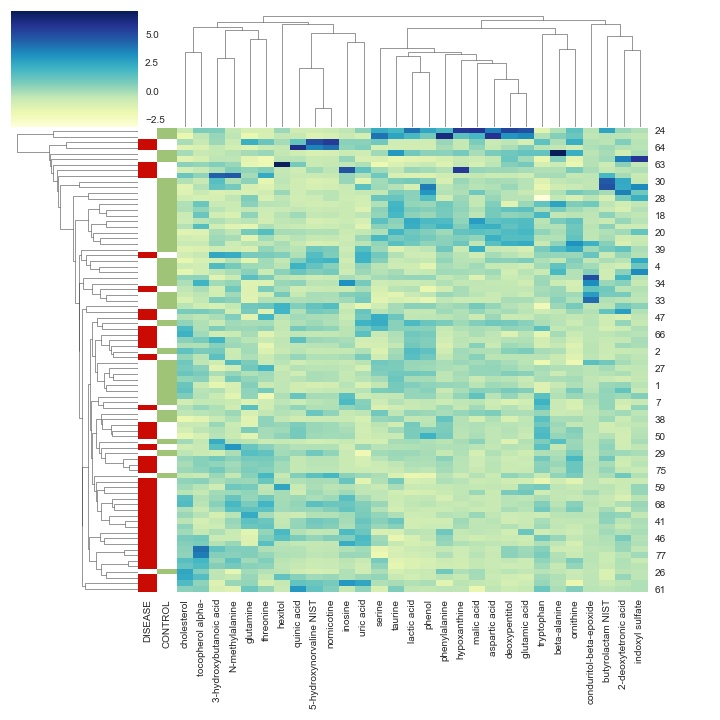 5.0
2.5
0.0
−2.5
24
64
63
30
28
18
20
39
4
34
33
47
66
2
27
1
7
38
50
29
75
59
68
41
46
77
26
61
DISEASE
CONTROL
cholesterol
tocopherol alpha-
3-hydroxybutanoic acid
N-methylalanine
glutamine
threonine
hexitol
quinic acid
5-hydroxynorvaline NIST
nornicotine
inosine
uric acid
serine
taurine
lactic acid
phenol
phenylalanine
hypoxanthine
malic acid
aspartic acid
deoxypentitol
glutamic acid
tryptophan
beta-alanine
ornithine
conduritol-beta-epoxide
butyrolactam NIST
2-deoxytetronic acid
indoxyl sulfate